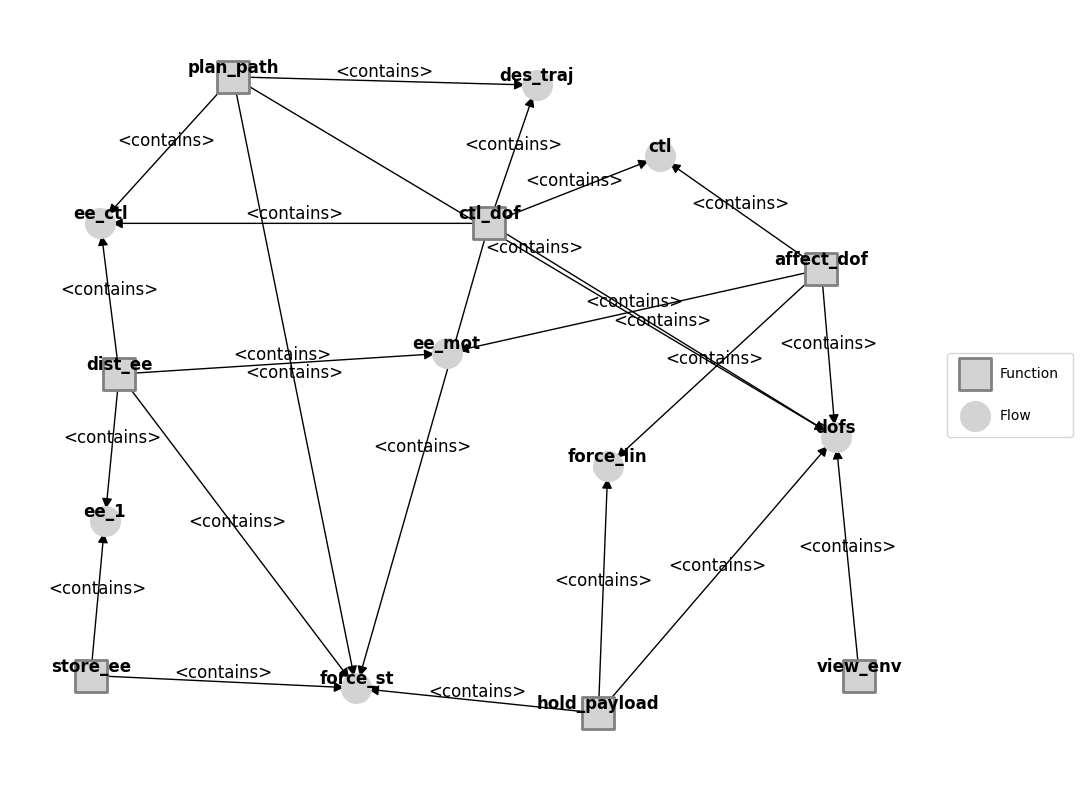 plan_path
<contains>
des_traj
<contains>
<contains>
ctl
<contains>
<contains>
ee_ctl
<contains>
ctl_dof
<contains>
affect_dof
<contains>
<contains>
<contains>
ee_mot
<contains>
<contains>
<contains>
dist_ee
<contains>
Function
Flow
<contains>
<contains>
dofs
force_lin
ee_1
<contains>
<contains>
<contains>
<contains>
<contains>
store_ee
<contains>
force_st
<contains>
hold_payload
view_env